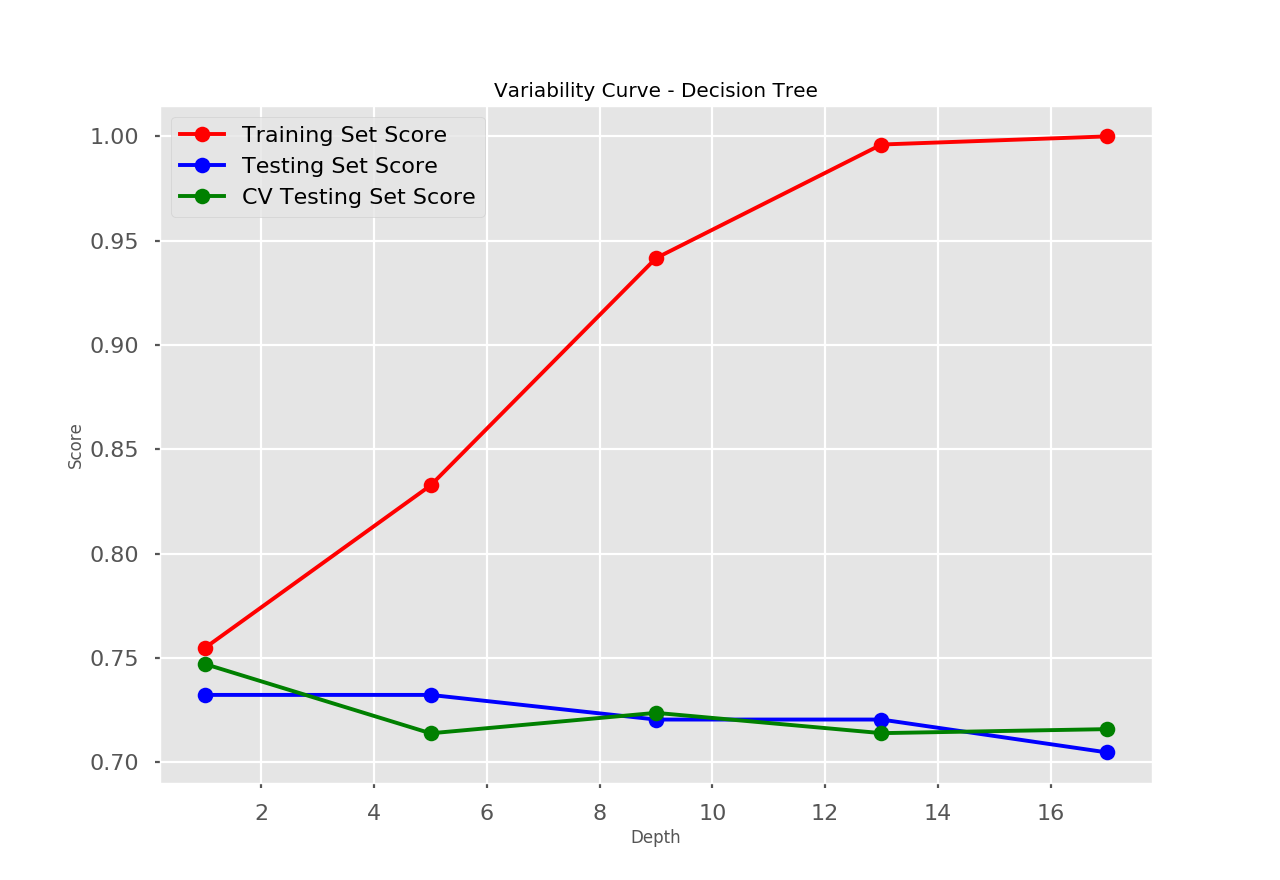 Variability Curve - Decision Tree
Training Set Score
Testing Set Score
CV Testing Set Score
1.00
0.95
0.90
0.85
0.80
0.75
0.70
Score
2 4 6 8 10 12 14 16
Depth